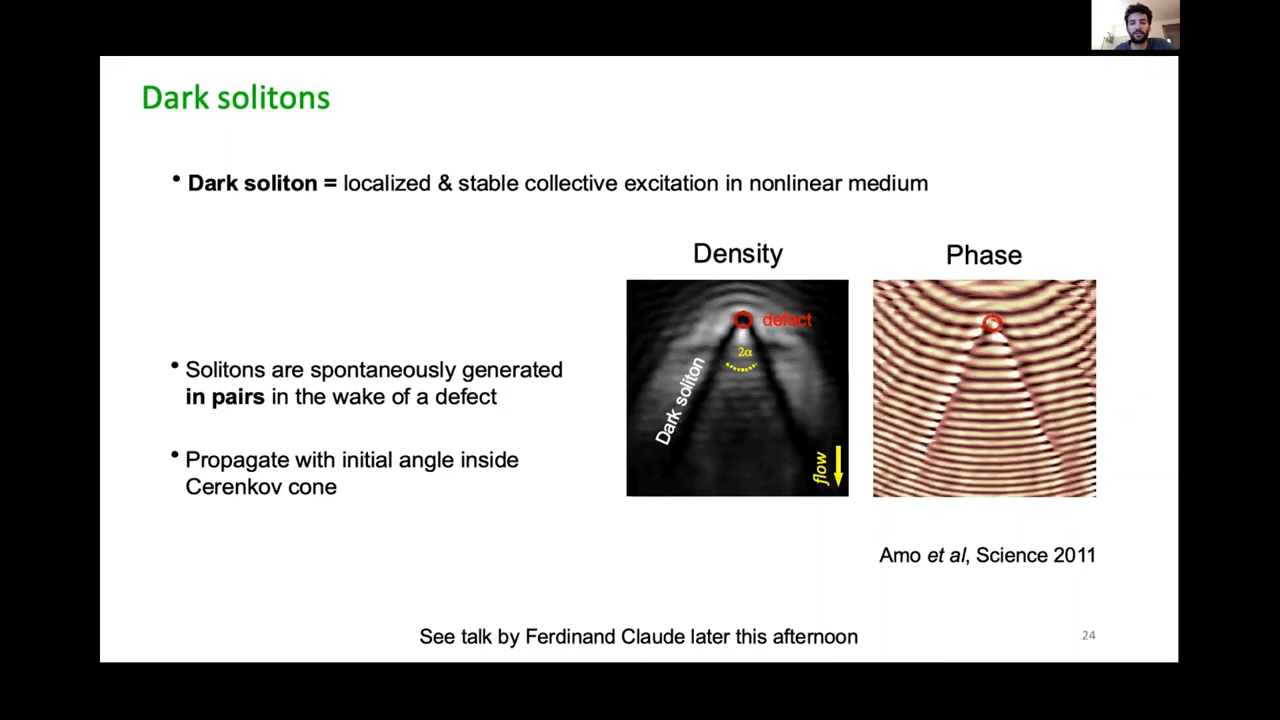 Dark solitons
• Dark soliton = localized & stable collective excitation in nonlinear medium
Density
Phase
defect
2α
Dark soliton
flow
• Solitons are spontaneously generated
in pairs in the wake of a defect
• Propagate with initial angle inside
Cerenkov cone
Amo et al, Science 2011
See talk by Ferdinand Claude later this afternoon
24